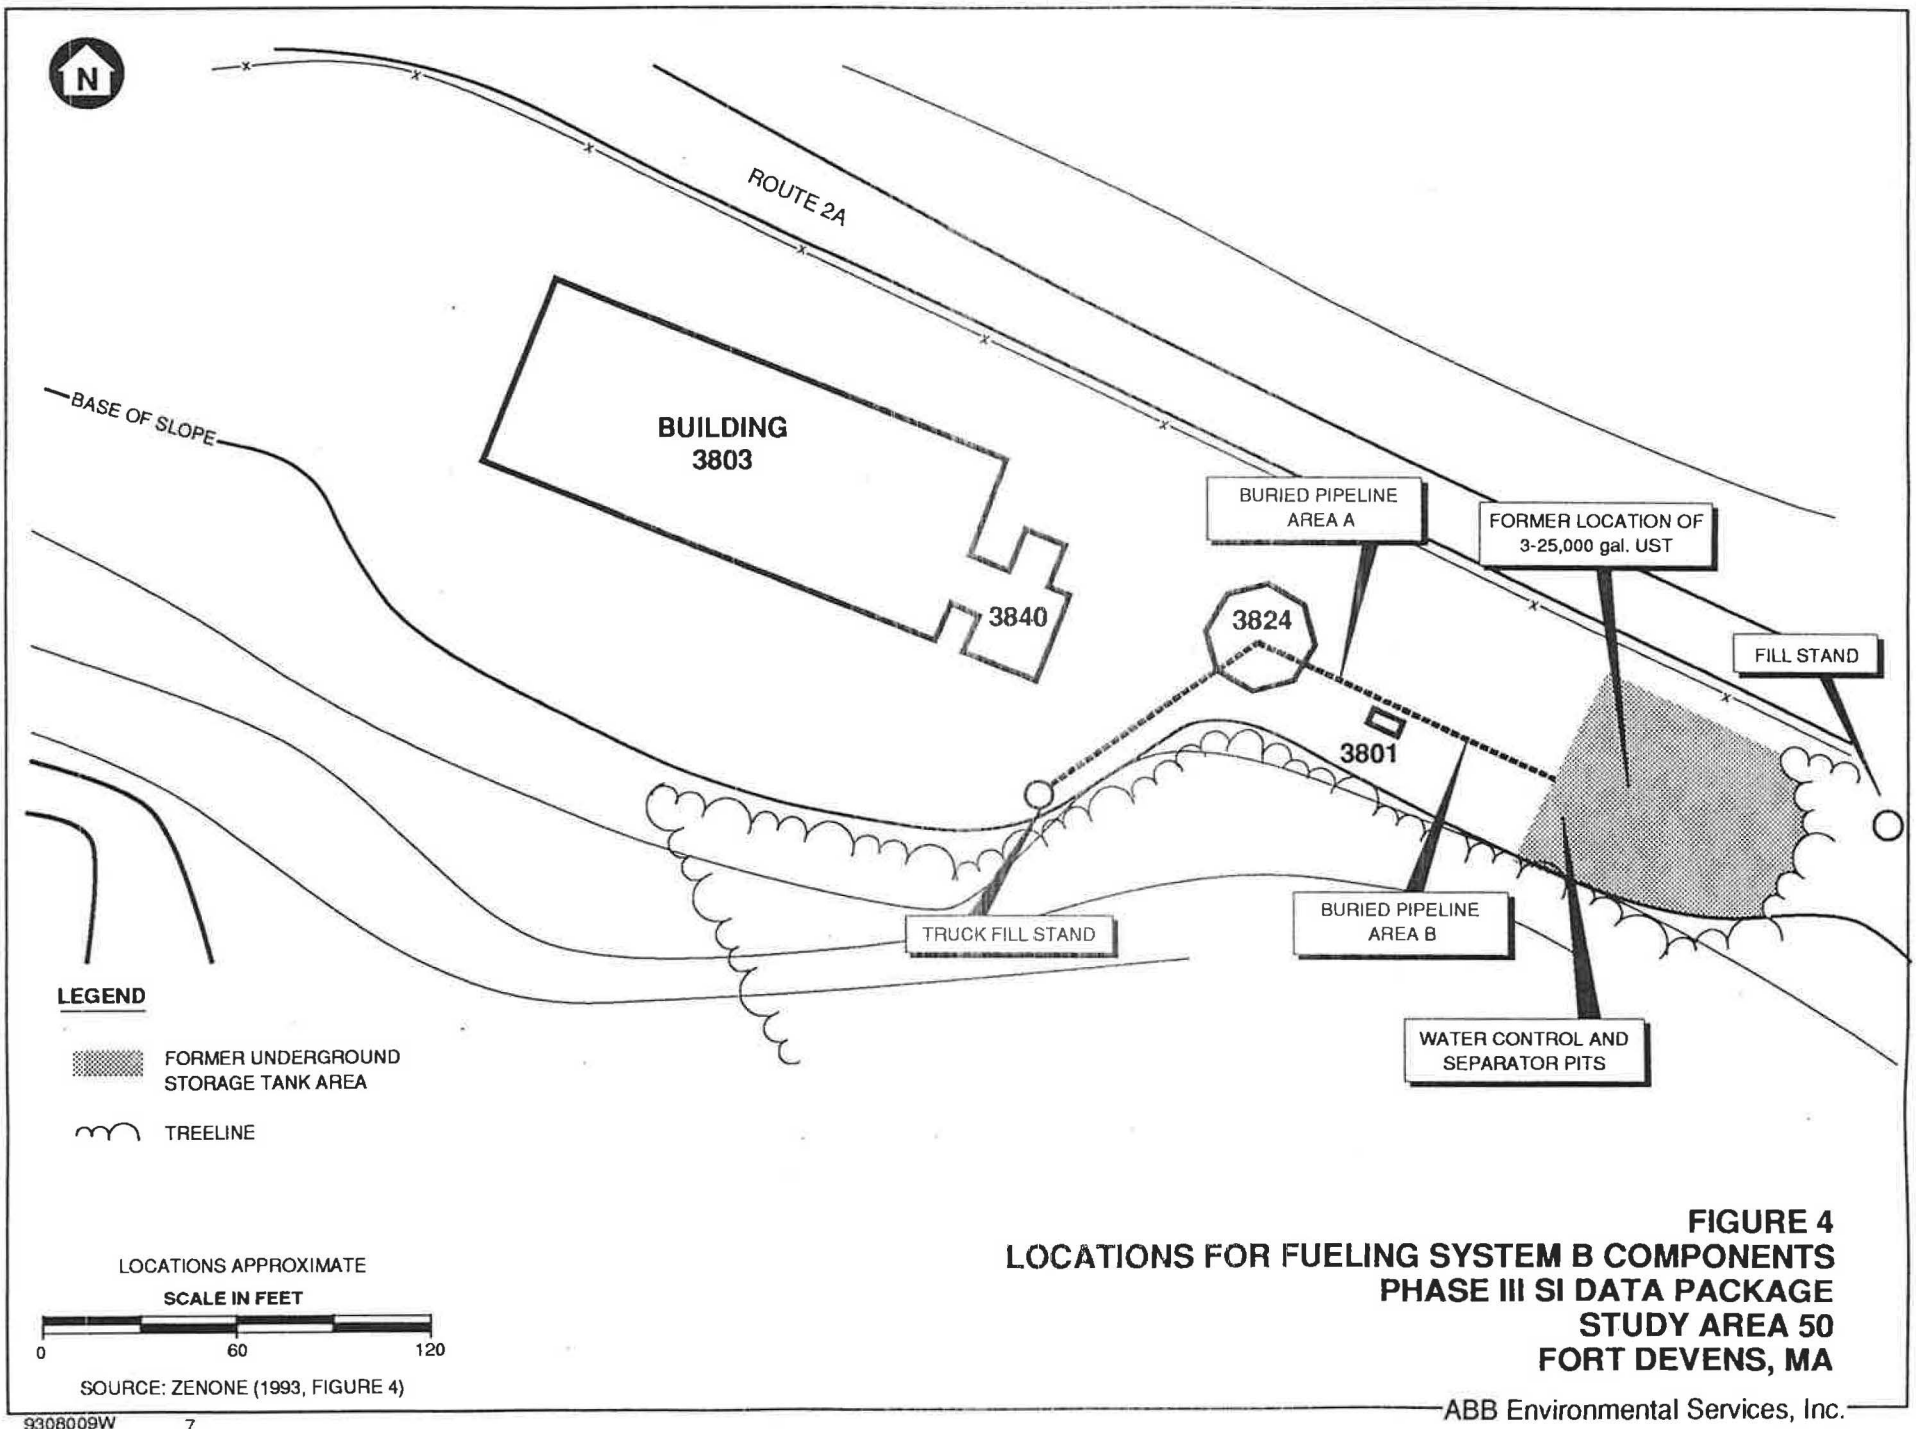 N
ROUTE 2A
BASE OF SLOPE
BUILDING
3803
3840
3824
3801
BURIED PIPELINE
AREA A
FORMER LOCATION OF
3-25,000 gal. UST
FILL STAND
TRUCK FILL STAND
BURIED PIPELINE
AREA B
WATER CONTROL AND
SEPARATOR PITS
LEGEND
FORMER UNDERGROUND
STORAGE TANK AREA
TREELINE
LOCATIONS APPROXIMATE
SCALE IN FEET
0 60 120
SOURCE: ZENONE (1993, FIGURE 4)
FIGURE 4
LOCATIONS FOR FUELING SYSTEM B COMPONENTS
PHASE III SI DATA PACKAGE
STUDY AREA 50
FORT DEVENS, MA
ABB Environmental Services, Inc.
9308009W 7